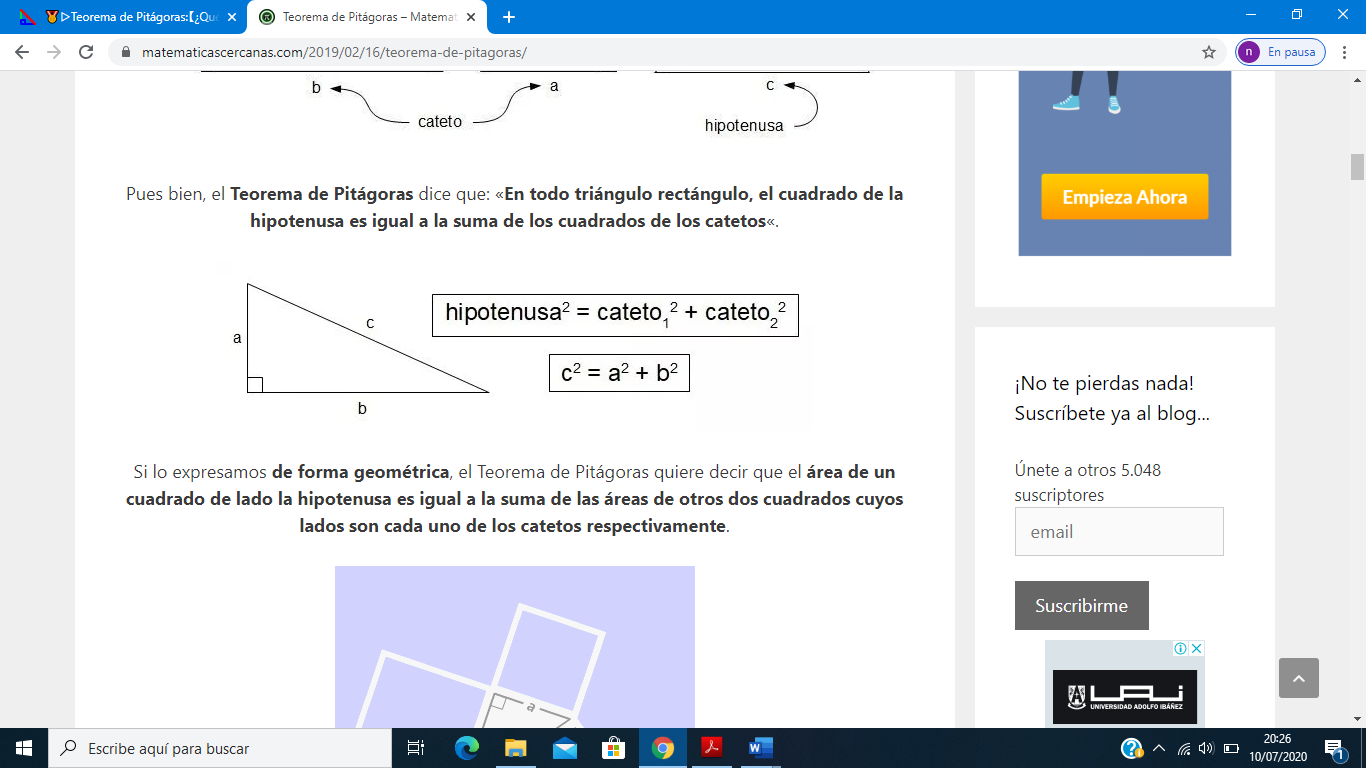 ▷Teorema de Pitágoras:【¿Qué
Teorema de Pitágoras – Matemat
matematicascercanas.com/2019/02/16/teorema-de-pitagoras/
n En pausa
b a c
cateto
hipotenusa
Pues bien, el Teorema de Pitágoras dice que: «En todo triángulo rectángulo, el cuadrado de la
hipotenusa es igual a la suma de los cuadrados de los catetos«.
hipotenusa² = cateto₁² + cateto₂²
c
a
c² = a² + b²
b
Si lo expresamos de forma geométrica, el Teorema de Pitágoras quiere decir que el área de un
cuadrado de lado la hipotenusa es igual a la suma de las áreas de otros dos cuadrados cuyos
lados son cada uno de los catetos respectivamente.
a
Empieza Ahora
¡No te pierdas nada!
Suscríbete ya al blog...
Únete a otros 5.048
suscriptores
email
Suscribirme
UAI
UNIVERSIDAD ADOLFO IBÁÑEZ
Escribe aquí para buscar
20:26
10/07/2020
1